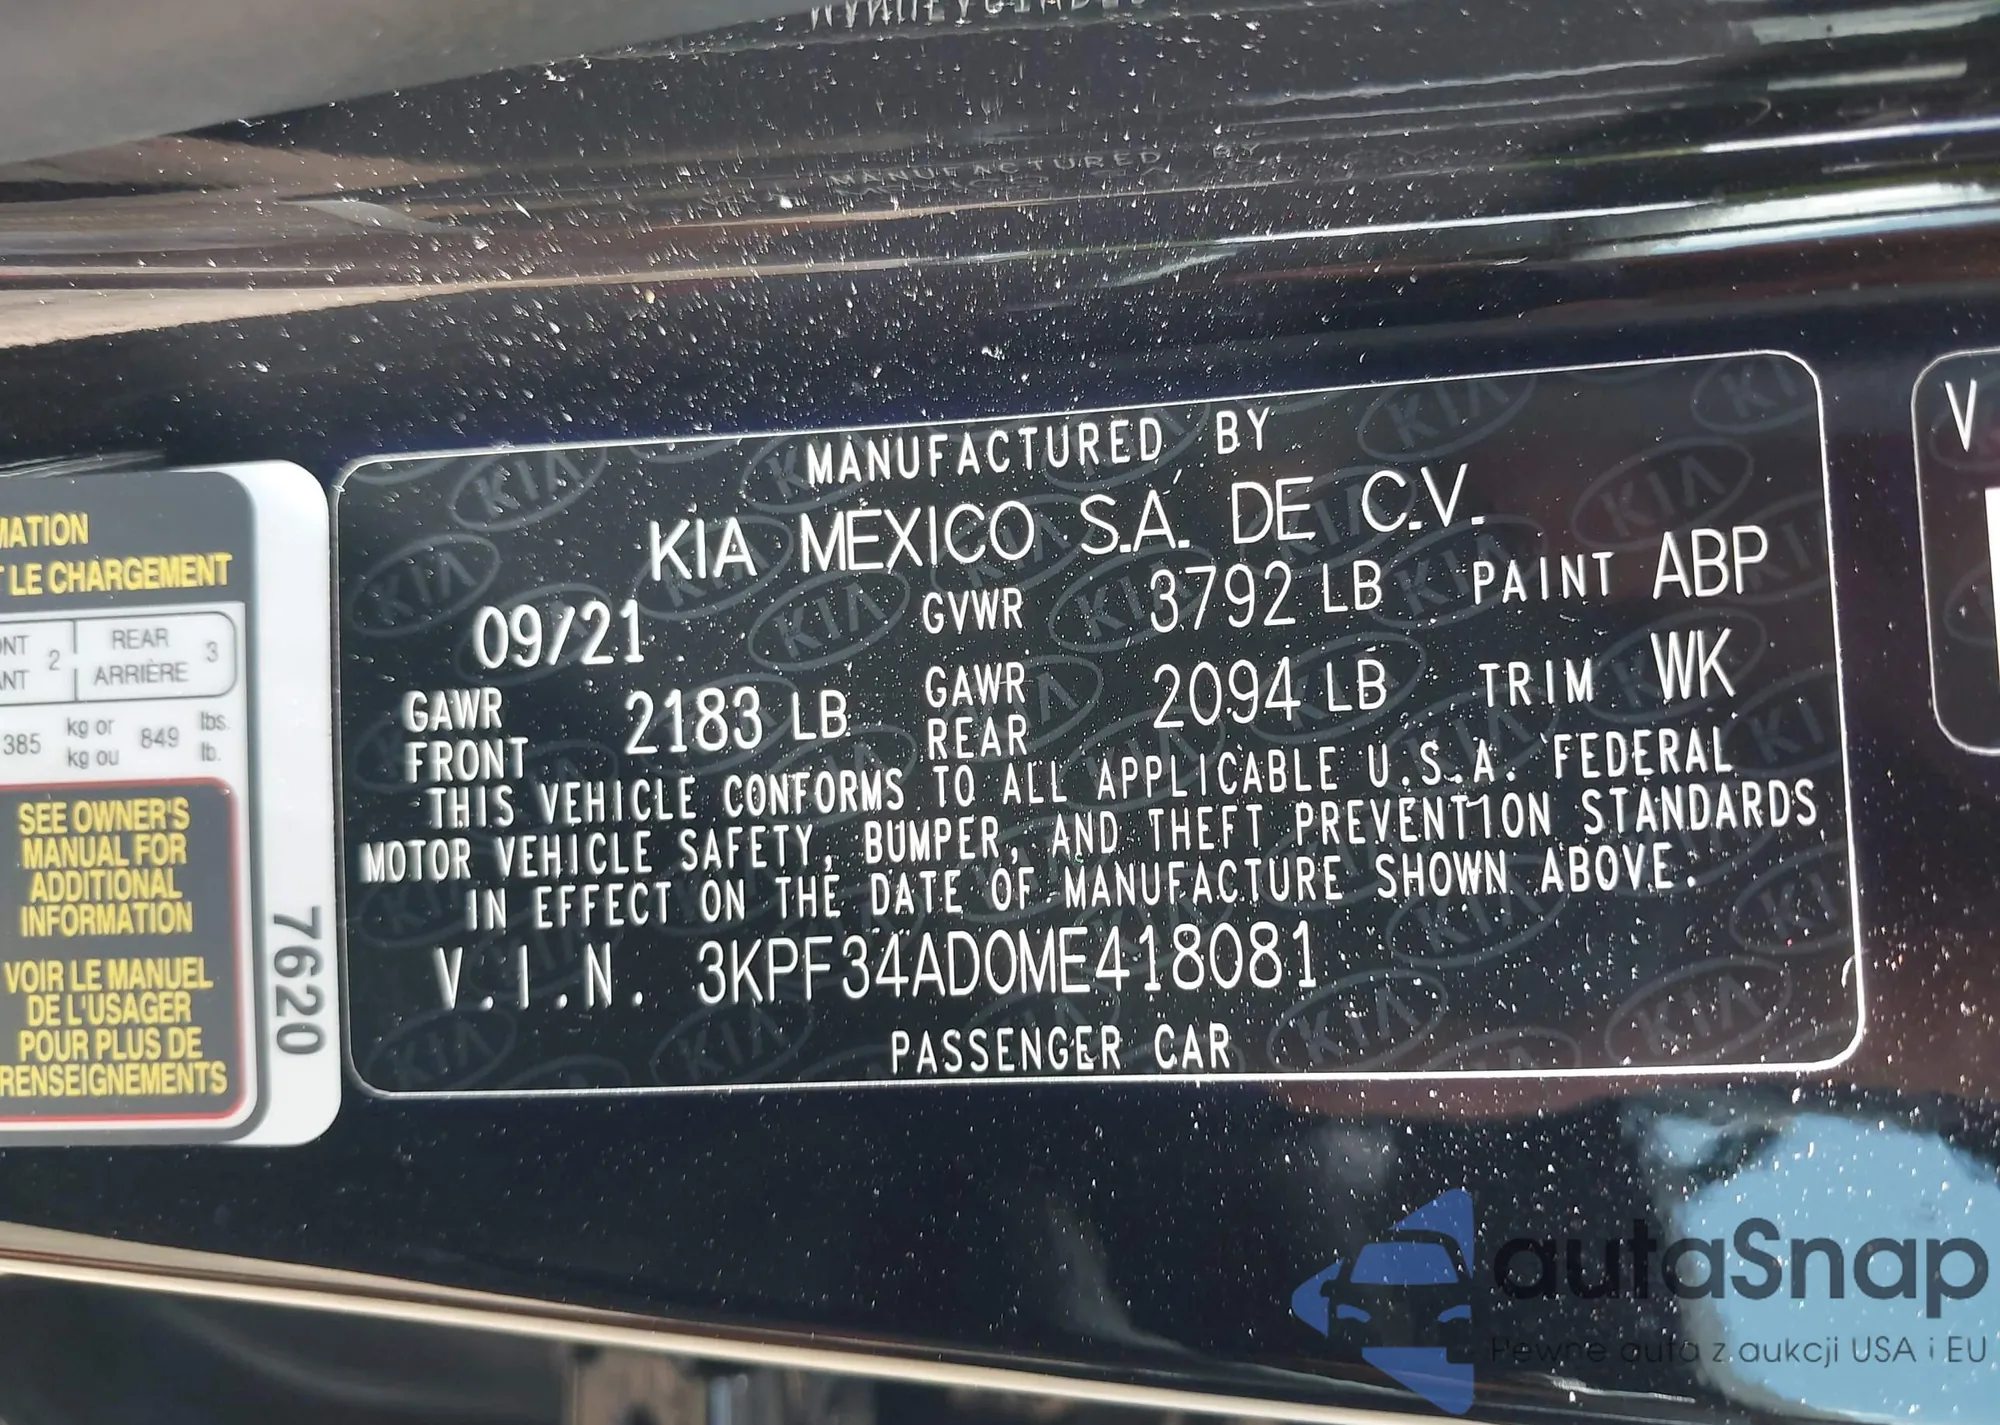 MANUFACTURED BY
MATION
T LE CHARGEMENT
ONT
ANT 2
REAR
ARRIÈRE 3
385 kg or
kg ou 849 lbs.
lb.
SEE OWNER'S
MANUAL FOR
ADDITIONAL
INFORMATION
VOIR LE MANUEL
DE L'USAGER
POUR PLUS DE
RENSEIGNEMENTS
7620
MANUFACTURED BY
KIA MEXICO S.A. DE C.V.
09/21 GVWR 3792 LB PAINT ABP
GAWR
FRONT 2183 LB GAWR
REAR 2094 LB TRIM WK
THIS VEHICLE CONFORMS TO ALL APPLICABLE U.S.A. FEDERAL
MOTOR VEHICLE SAFETY, BUMPER, AND THEFT PREVENTION STANDARDS
IN EFFECT ON THE DATE OF MANUFACTURE SHOWN ABOVE.
V.I.N. 3KPF34AD0ME418081
PASSENGER CAR
V
autaSnap
Pewne auta z aukcji USA i EU